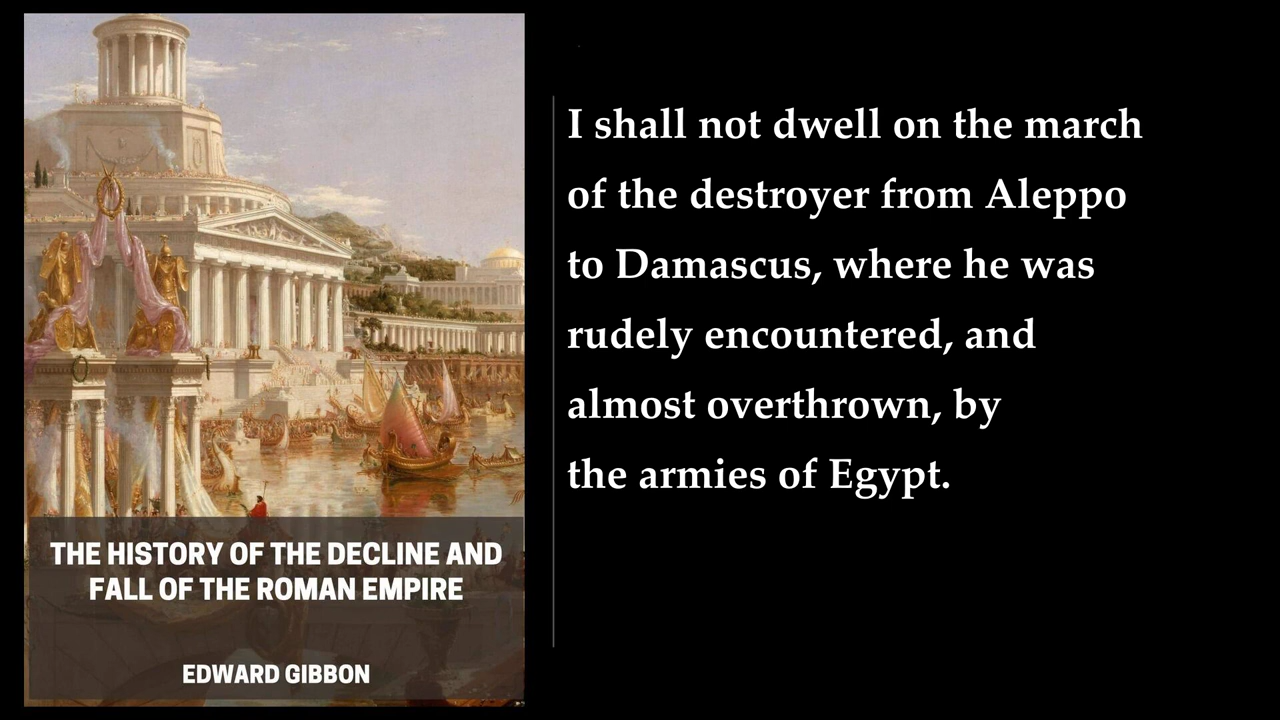 I shall not dwell on the march
of the destroyer from Aleppo
to Damascus, where he was
rudely encountered, and
almost overthrown, by
the armies of Egypt.
THE HISTORY OF THE DECLINE AND
FALL OF THE ROMAN EMPIRE
EDWARD GIBBON